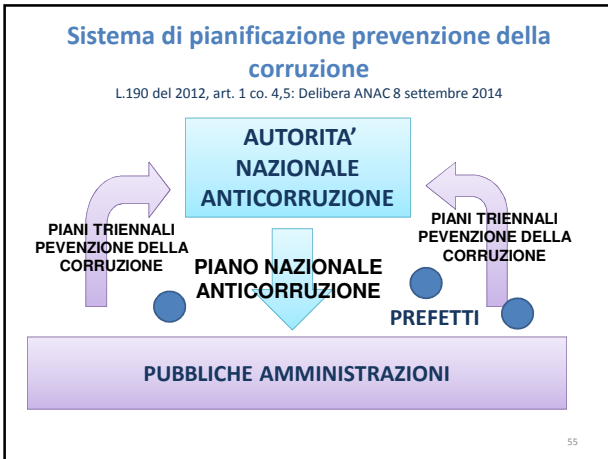 Sistema di pianificazione prevenzione della
corruzione
L.190 del 2012, art. 1 co. 4,5: Delibera ANAC 8 settembre 2014
AUTORITA’
NAZIONALE
ANTICORRUZIONE
PIANI TRIENNALI
PEVENZIONE DELLA
CORRUZIONE
PIANO NAZIONALE
ANTICORRUZIONE
PIANI TRIENNALI
PEVENZIONE DELLA
CORRUZIONE
PREFETTI
PUBBLICHE AMMINISTRAZIONI
55